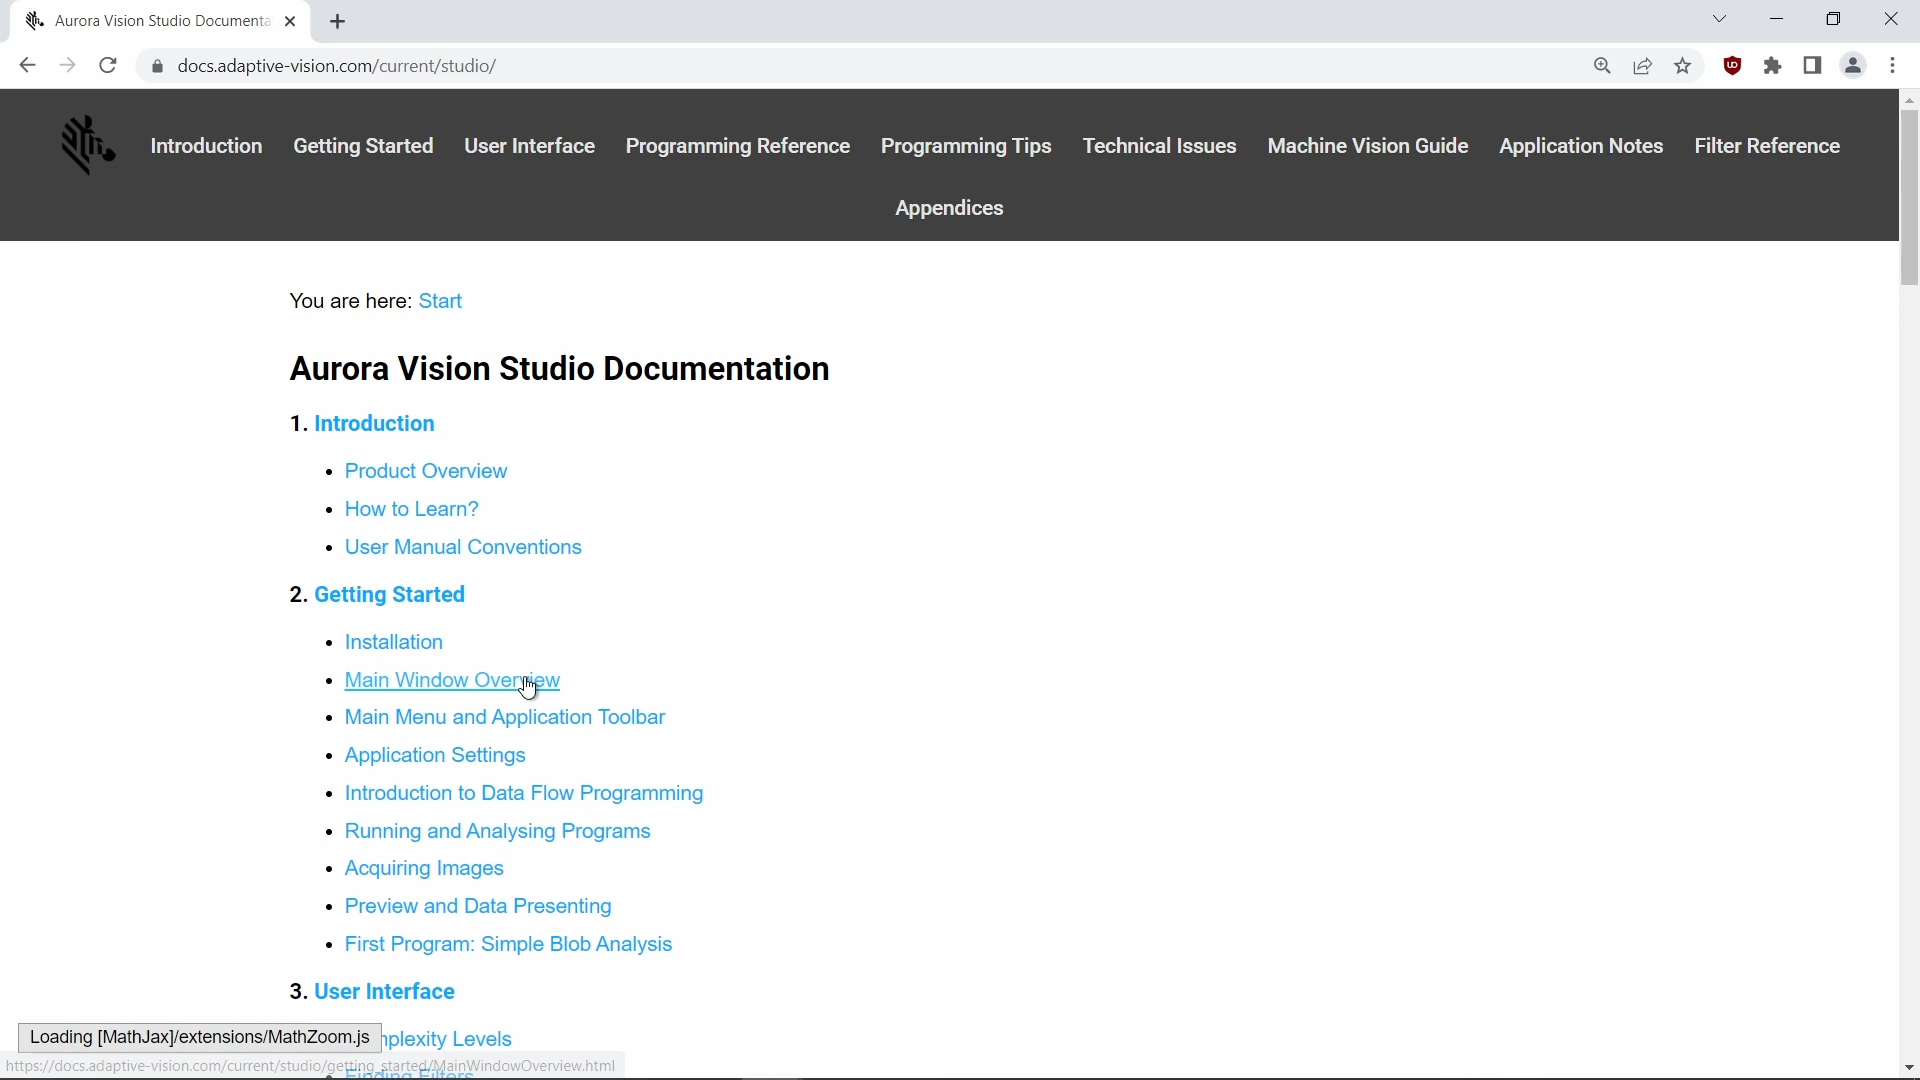 Aurora Vision Studio Documenta
docs.adaptive-vision.com/current/studio/
Introduction Getting Started User Interface Programming Reference Programming Tips Technical Issues Machine Vision Guide Application Notes Filter Reference
Appendices
You are here: Start
Aurora Vision Studio Documentation
1. Introduction
• Product Overview
• How to Learn?
• User Manual Conventions
2. Getting Started
• Installation
• Main Window Overview
• Main Menu and Application Toolbar
• Application Settings
• Introduction to Data Flow Programming
• Running and Analysing Programs
• Acquiring Images
• Preview and Data Presenting
• First Program: Simple Blob Analysis
3. User Interface
Loading [MathJax]/extensions/MathZoom.js
mplexity Levels
https://docs.adaptive-vision.com/current/studio/getting_started/MainWindowOverview.html
• Finding Filters